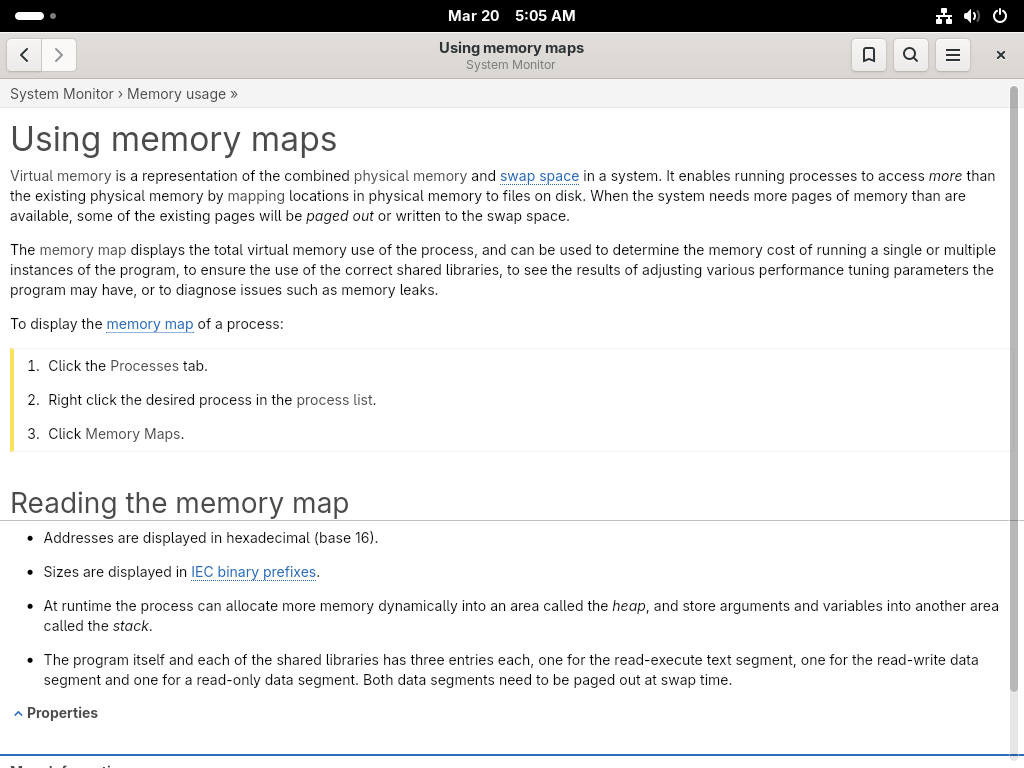 Mar 20 5:05 AM
Using memory maps
System Monitor
System Monitor › Memory usage »
Using memory maps
Virtual memory is a representation of the combined physical memory and swap space in a system. It enables running processes to access more than
the existing physical memory by mapping locations in physical memory to files on disk. When the system needs more pages of memory than are
available, some of the existing pages will be paged out or written to the swap space.
The memory map displays the total virtual memory use of the process, and can be used to determine the memory cost of running a single or multiple
instances of the program, to ensure the use of the correct shared libraries, to see the results of adjusting various performance tuning parameters the
program may have, or to diagnose issues such as memory leaks.
To display the memory map of a process:
1. Click the Processes tab.
2. Right click the desired process in the process list.
3. Click Memory Maps.
Reading the memory map
• Addresses are displayed in hexadecimal (base 16).
• Sizes are displayed in IEC binary prefixes.
• At runtime the process can allocate more memory dynamically into an area called the heap, and store arguments and variables into another area
called the stack.
• The program itself and each of the shared libraries has three entries each, one for the read-execute text segment, one for the read-write data
segment and one for a read-only data segment. Both data segments need to be paged out at swap time.
Properties